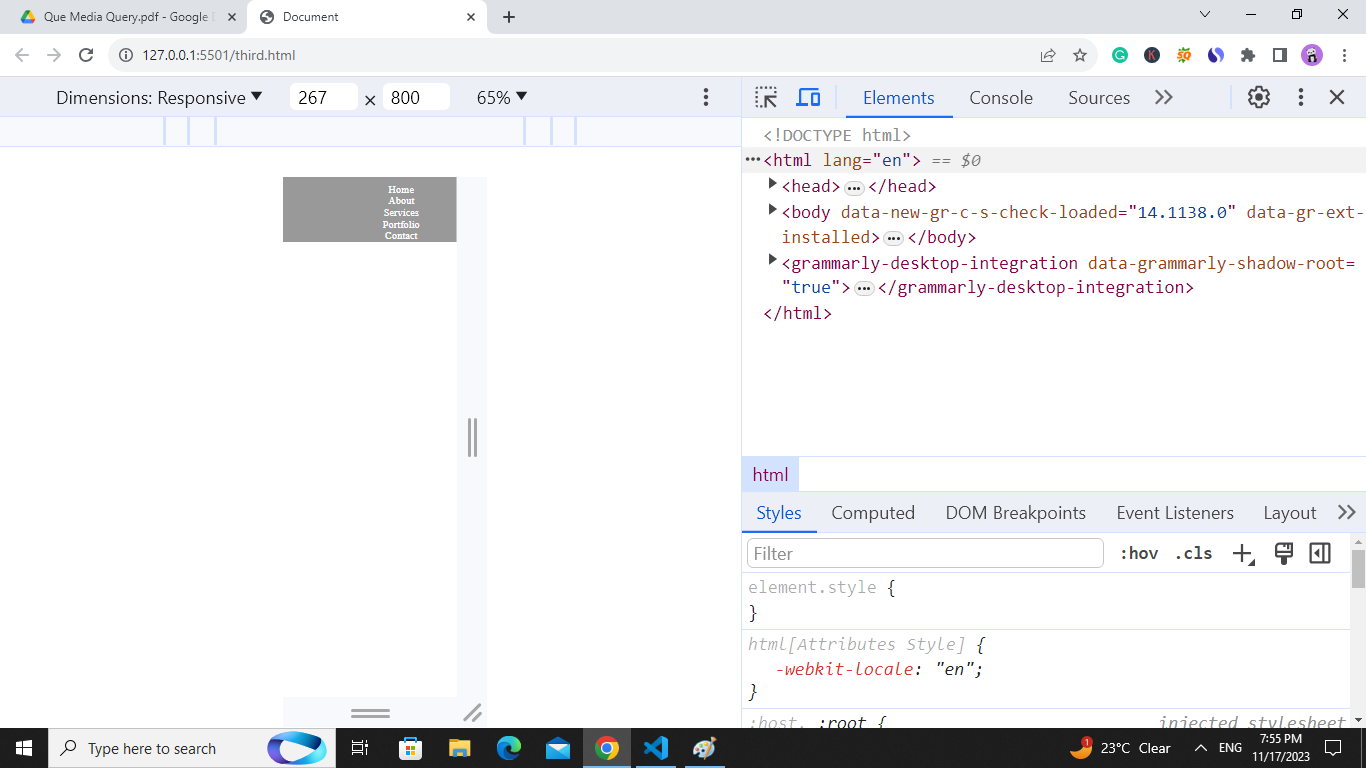 Que Media Query.pdf - Google D
Document
127.0.0.1:5501/third.html
Dimensions: Responsive 267 × 800 65%
Elements Console Sources
Home
About
Services
Portfolio
Contact
<!DOCTYPE html>
<html lang="en"> == $0
<head> </head>
<body data-new-gr-c-s-check-loaded="14.1138.0" data-gr-ext-
installed> </body>
<grammarly-desktop-integration data-grammarly-shadow-root=
"true"> </grammarly-desktop-integration>
</html>
html
Styles Computed DOM Breakpoints Event Listeners Layout
Filter :hov .cls
element.style {
}
html[Attributes Style] {
-webkit-locale: "en";
}
:host, :root { injected stylesheet
Type here to search
1
23°C Clear
ENG
7:55 PM
11/17/2023